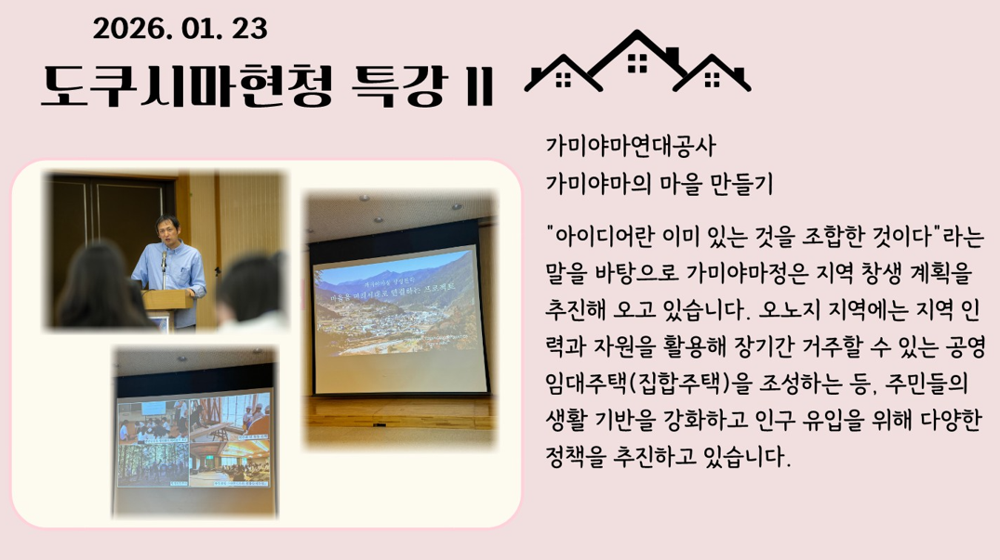 2026. 01. 23
도쿠시마현청 특강 II
가미야마연대공사
가미야마의 마을 만들기
"아이디어란 이미 있는 것을 조합한 것이다"라는
말을 바탕으로 가미야마정은 지역 창생 계획을
추진해 오고 있습니다. 오노지 지역에는 지역 인
력과 자원을 활용해 장기간 거주할 수 있는 공영
임대주택(집합주택)을 조성하는 등, 주민들의
생활 기반을 강화하고 인구 유입을 위해 다양한
정책을 추진하고 있습니다.
마을을 미래세대로 연결하는 프로젝트